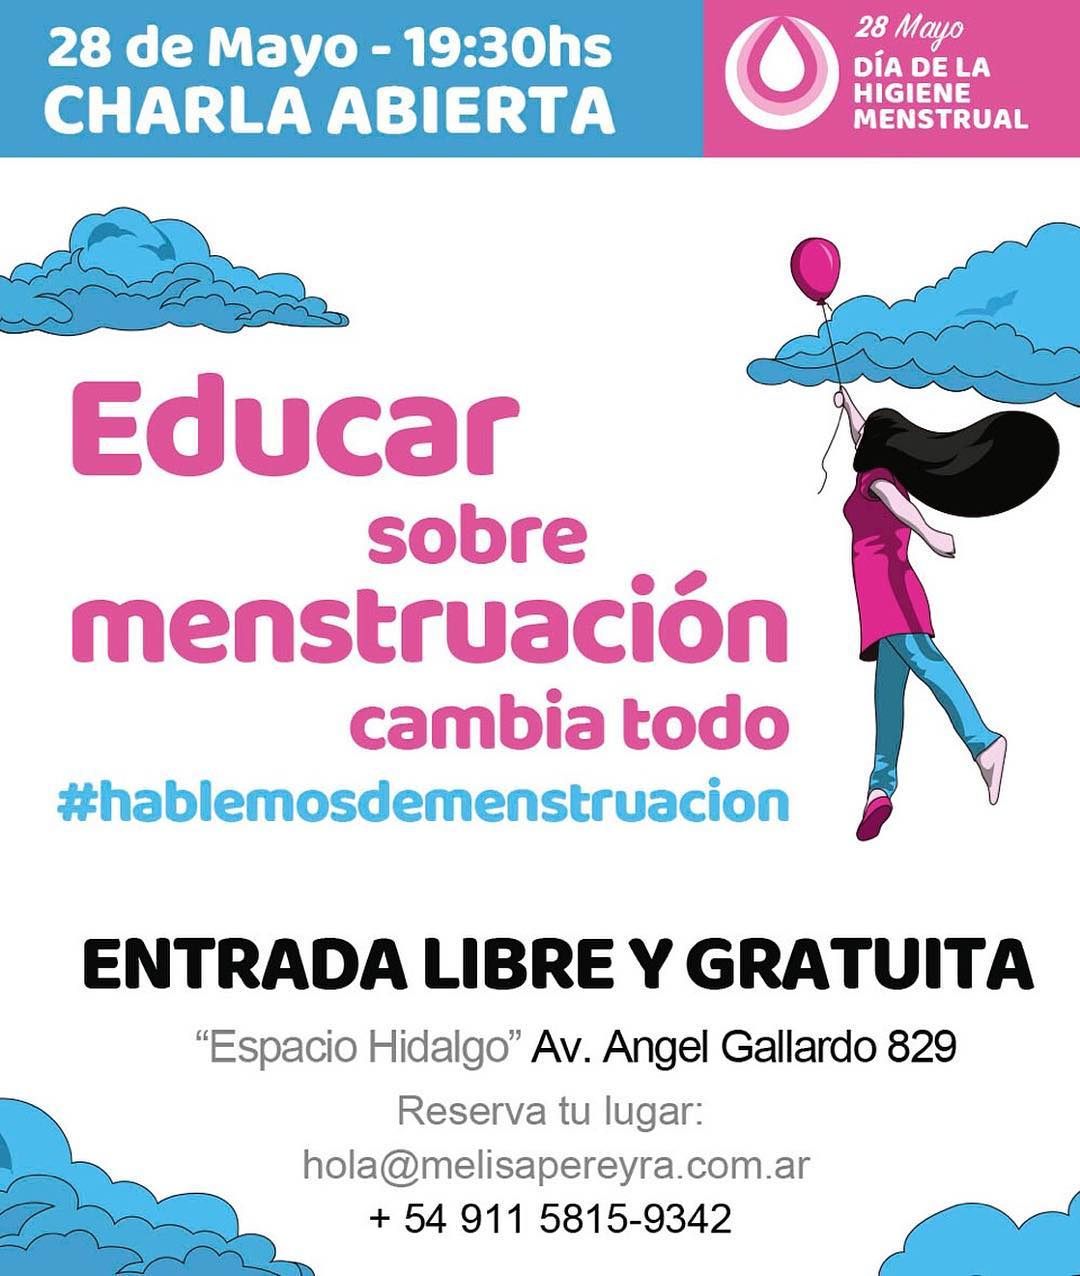 28 de Mayo - 19:30hs
CHARLA ABIERTA
28 Mayo
DÍA DE LA
HIGIENE
MENSTRUAL
Educar
sobre
menstruación
cambia todo
#hablemosdemenstruacion
ENTRADA LIBRE Y GRATUITA
“Espacio Hidalgo” Av. Angel Gallardo 829
Reserva tu lugar:
hola@melisapereyra.com.ar
+ 54 911 5815-9342